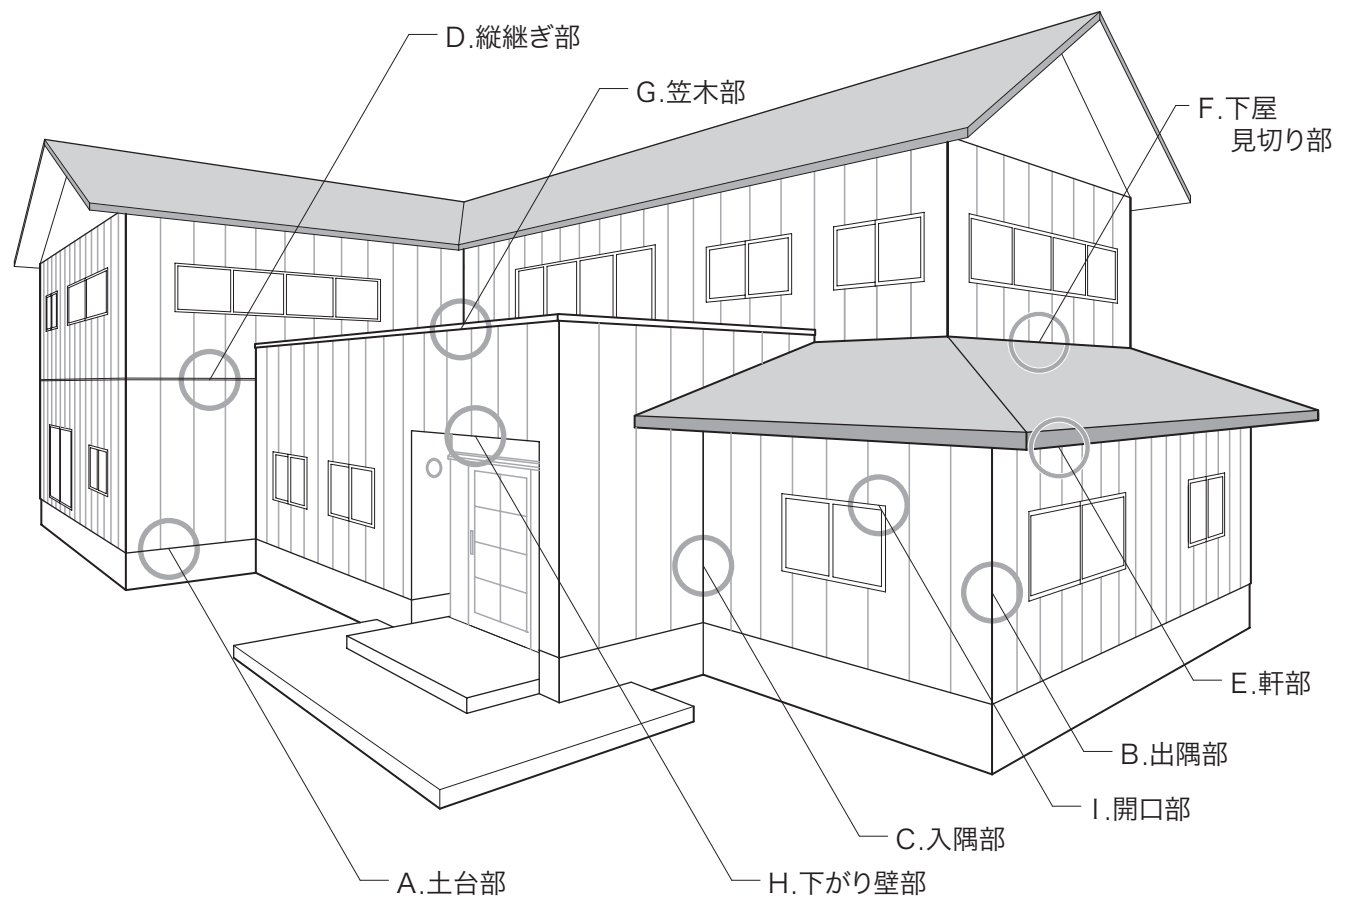 D.縦継ぎ部
G.笠木部
F.下屋
見切り部
E.軒部
B.出隅部
I.開口部
C.入隅部
A.土台部
H.下がり壁部